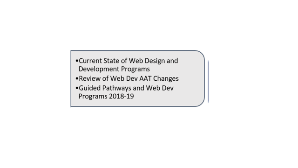 •Current State of Web Design and
Development Programs
•Review of Web Dev AAT Changes
•Guided Pathways and Web Dev
Programs 2018-19